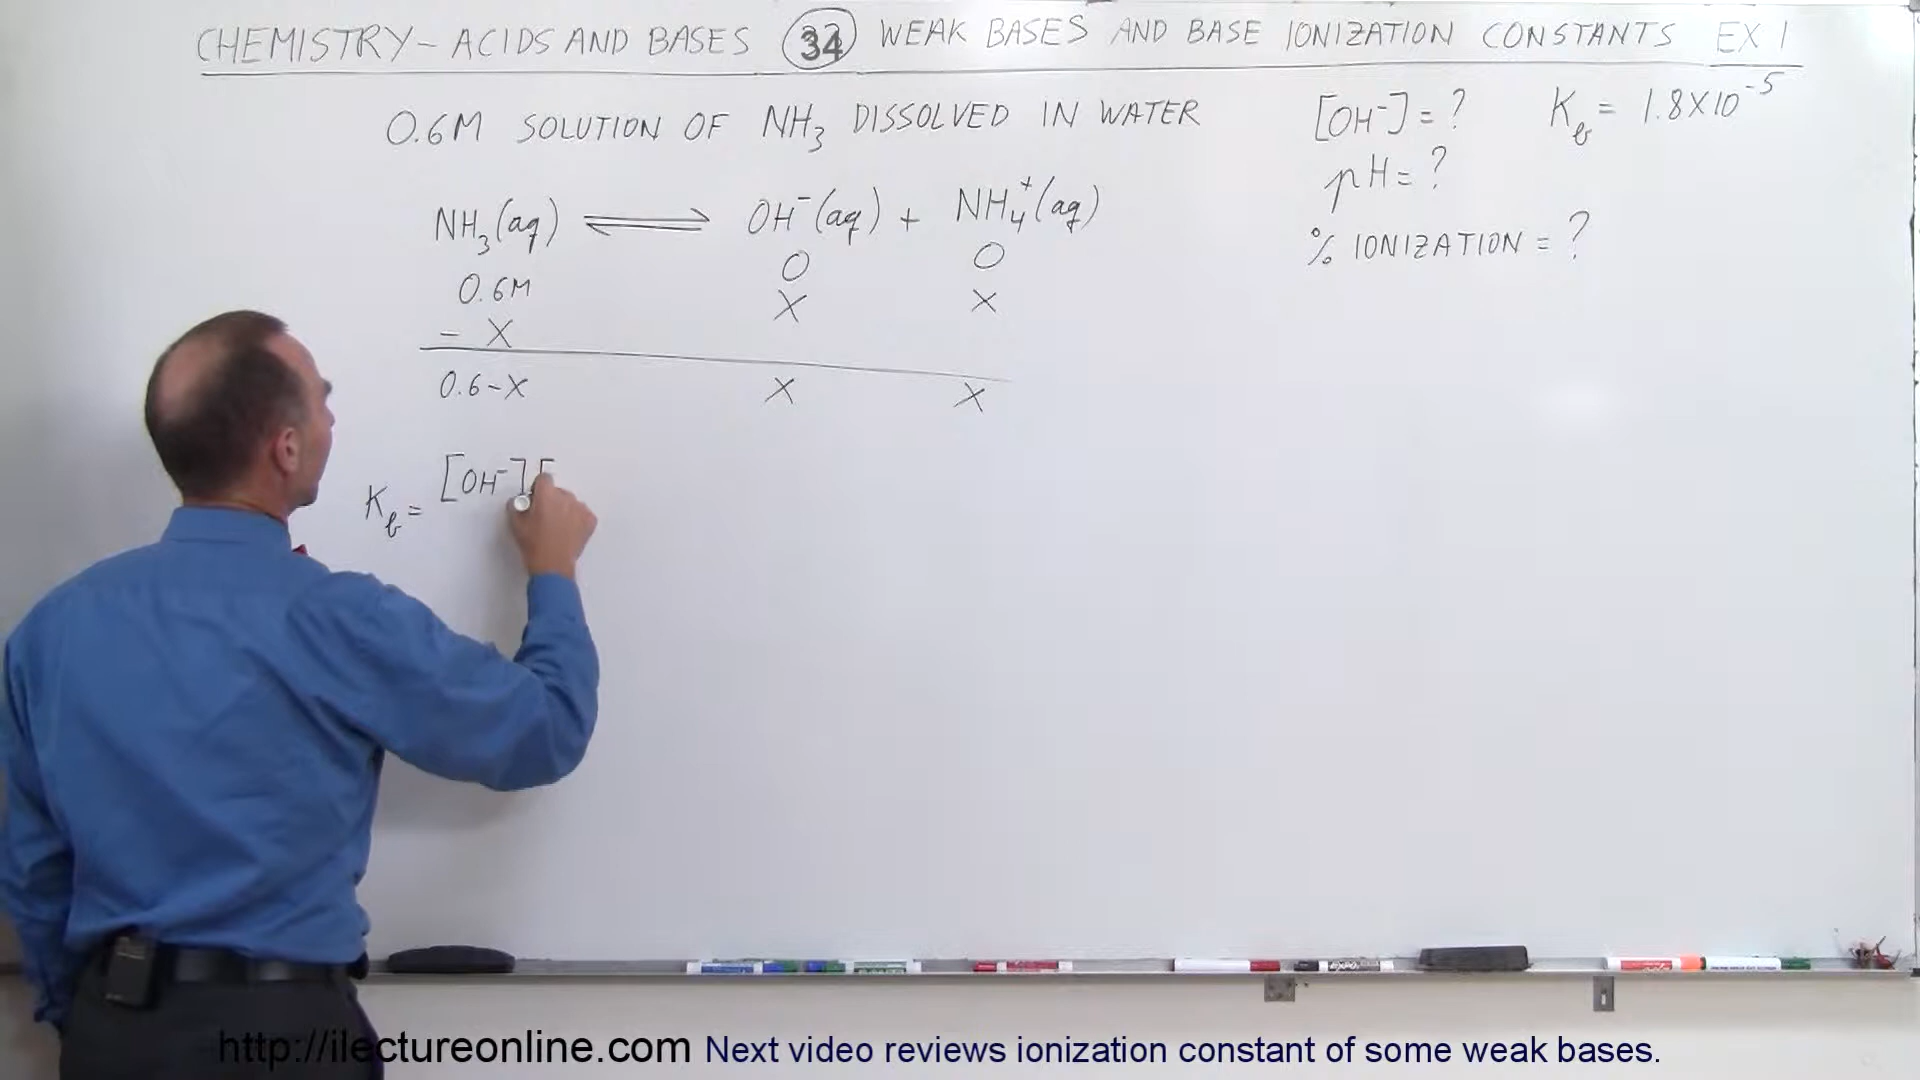 CHEMISTRY - ACIDS AND BASES 34 WEAK BASES AND BASE IONIZATION CONSTANTS EX 1
0.6M SOLUTION OF NH₃ DISSOLVED IN WATER
[OH⁻] = ? K_b = 1.8X10⁻⁵
pH = ?
% IONIZATION = ?
NH₃(aq) ⇌ OH⁻(aq) + NH₄⁺(aq)
0.6M 0 0
- X X X
0.6-X X X
K_b = [OH⁻][
http://ilectureonline.com Next video reviews ionization constant of some weak bases.